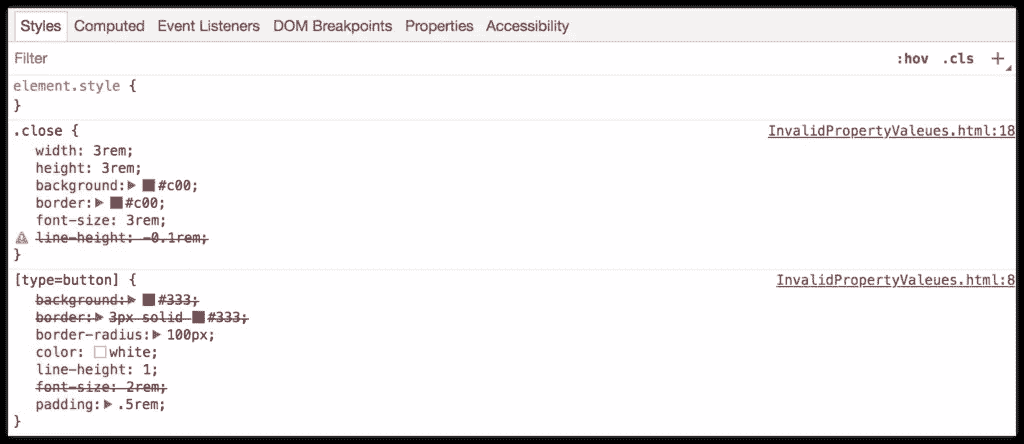 Styles Computed Event Listeners DOM Breakpoints Properties Accessibility
Filter :hov .cls +
element.style {
}
.close { InvalidPropertyValeues.html:18
width: 3rem;
height: 3rem;
background: #c00;
border: #c00;
font-size: 3rem;
line-height: -0.1rem;
}
[type=button] { InvalidPropertyValeues.html:8
background: #333;
border: 3px solid #333;
border-radius: 100px;
color: white;
line-height: 1;
font-size: 2rem;
padding: .5rem;
}